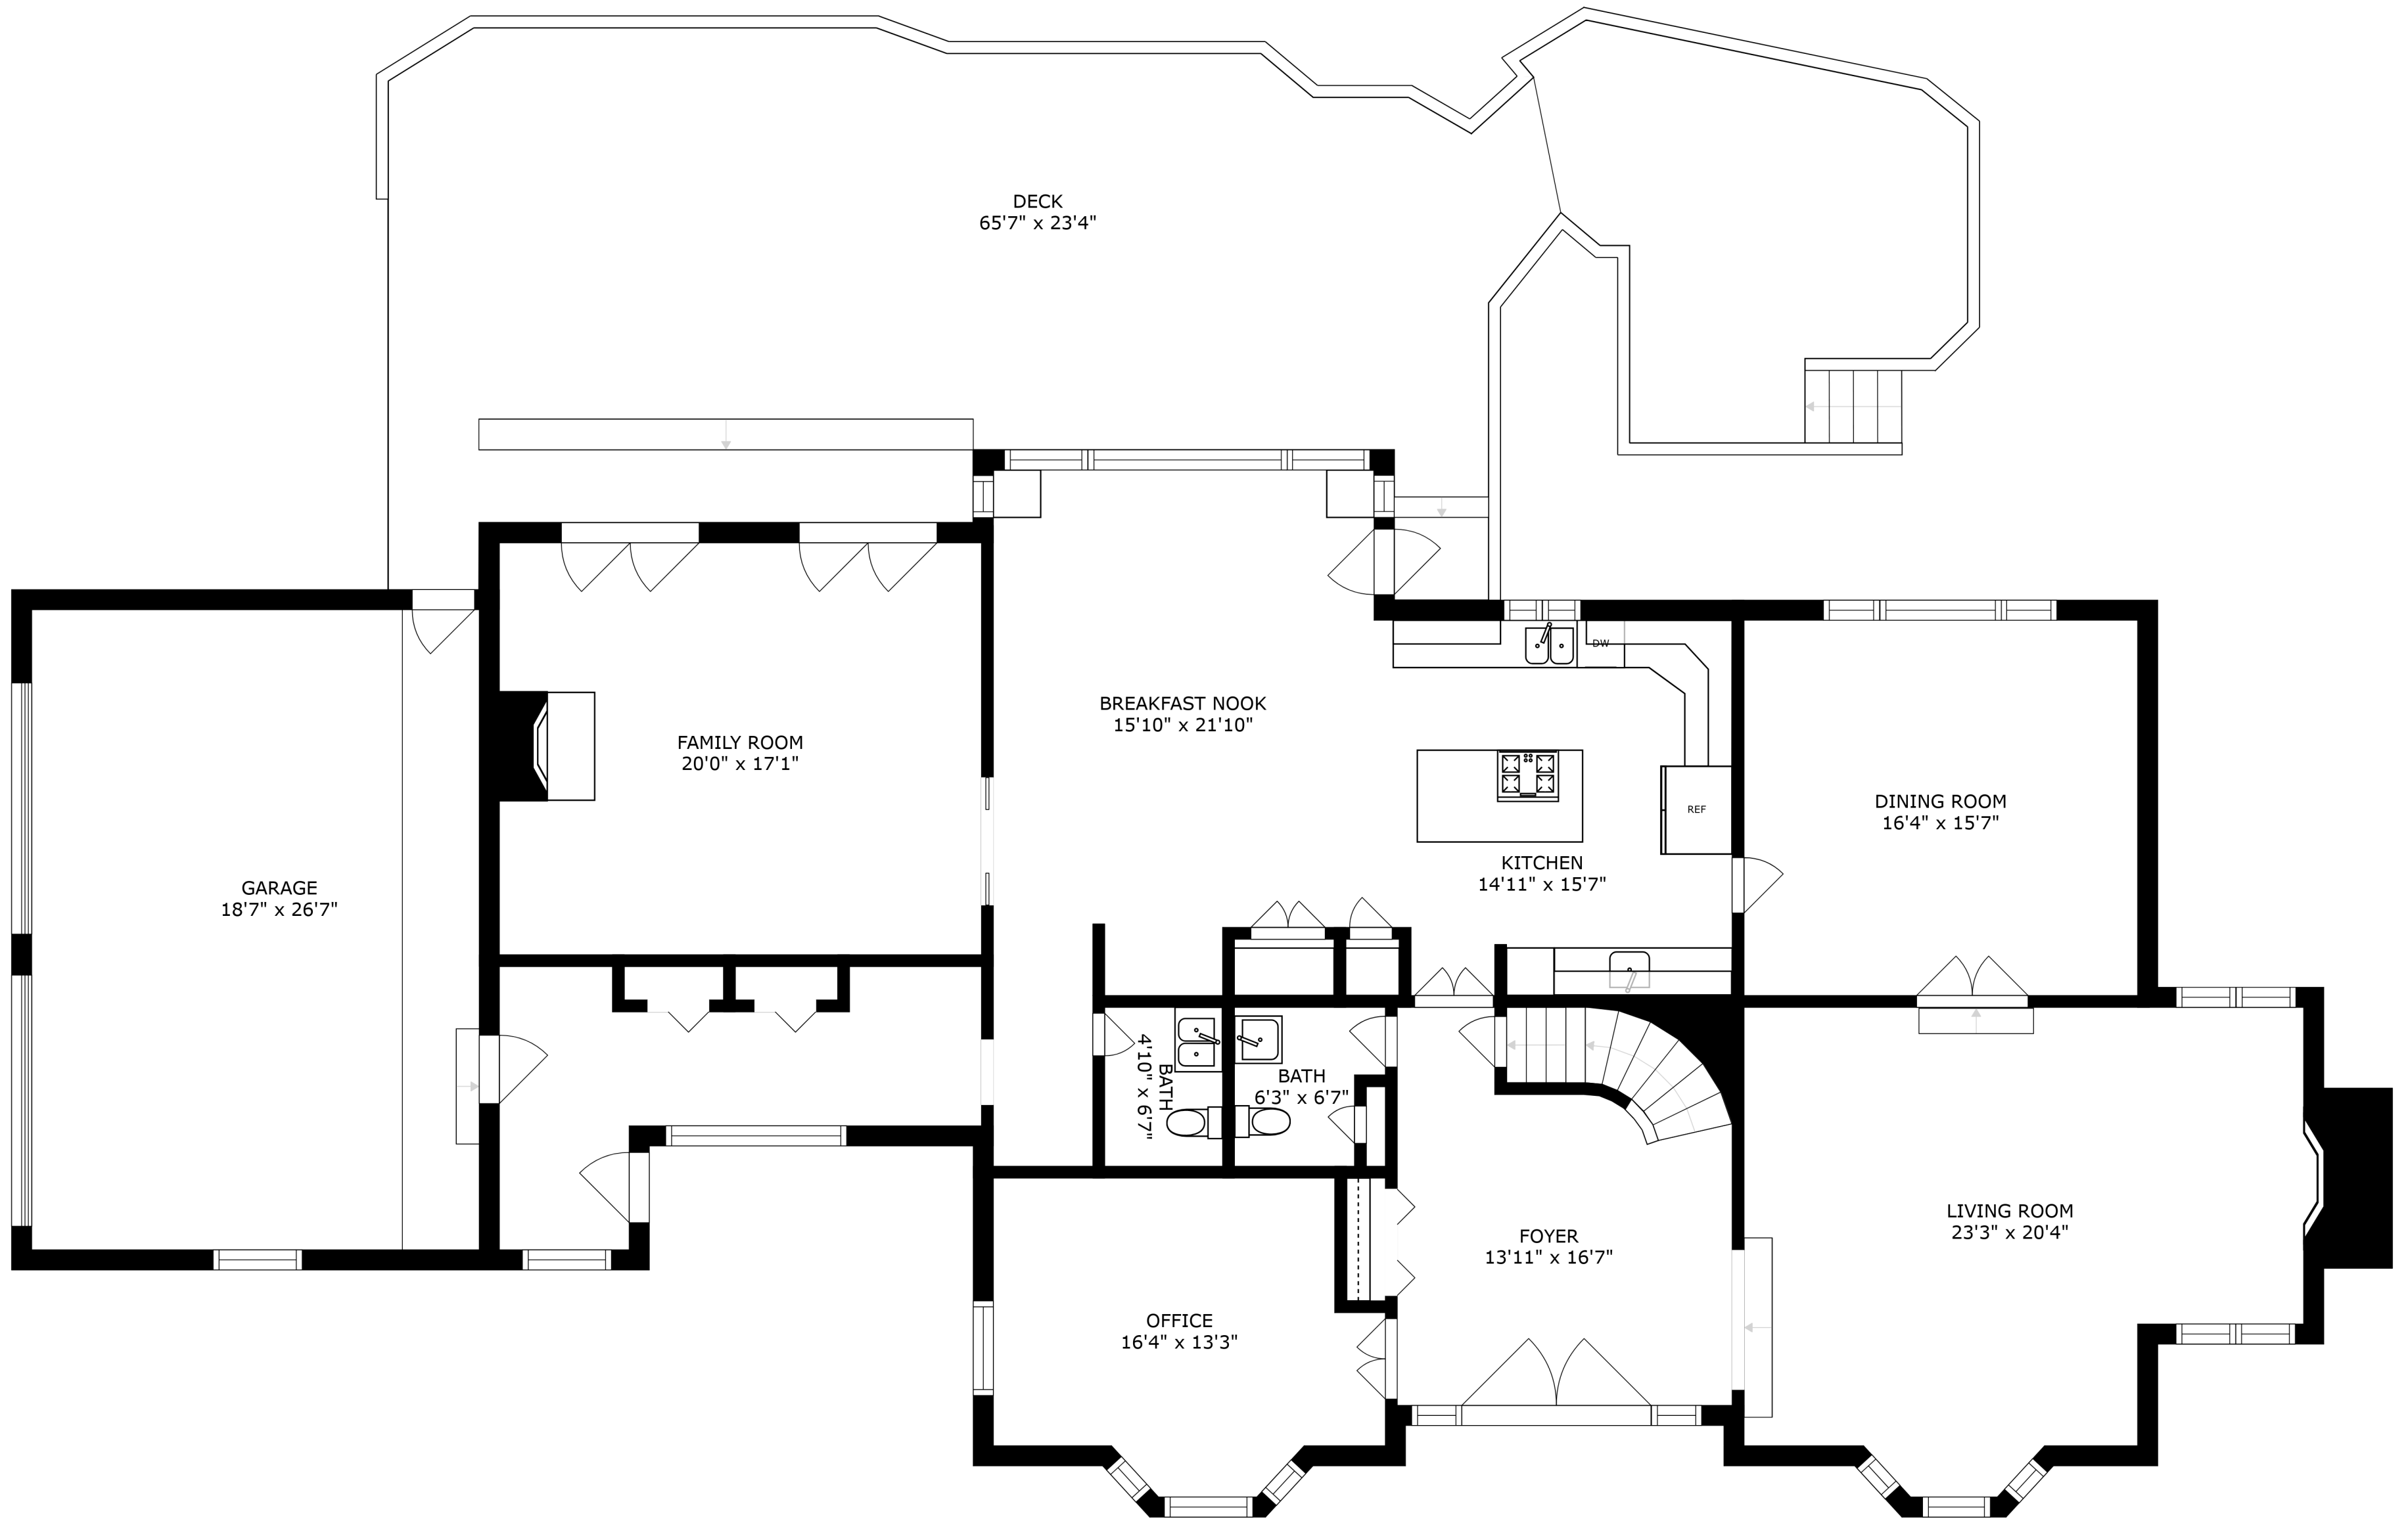 DECK
65'7" x 23'4"
DW
BREAKFAST NOOK
15'10" x 21'10"
FAMILY ROOM
20'0" x 17'1"
REF
DINING ROOM
16'4" x 15'7"
KITCHEN
14'11" x 15'7"
GARAGE
18'7" x 26'7"
BATH
4'10" x 6'7"
BATH
6'3" x 6'7"
LIVING ROOM
23'3" x 20'4"
FOYER
13'11" x 16'7"
OFFICE
16'4" x 13'3"